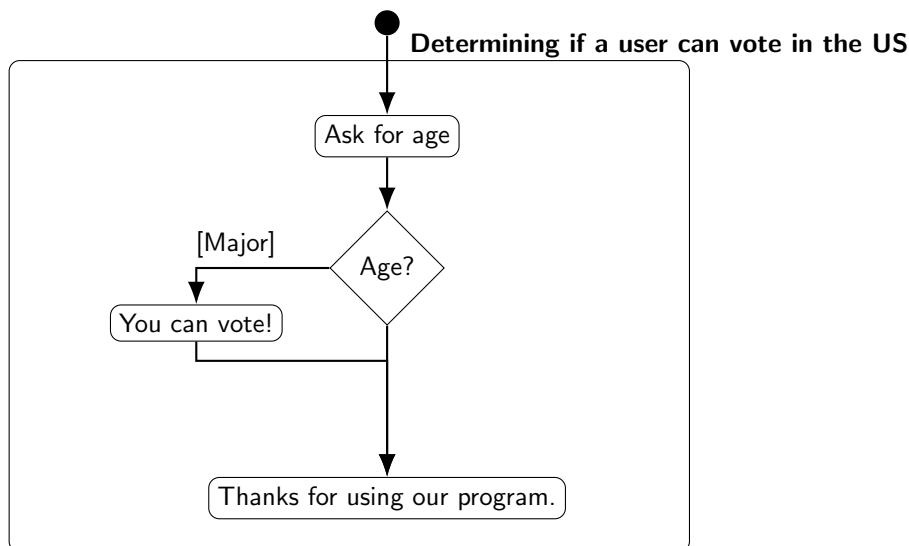 Determining if a user can vote in the US
Ask for age
Age?
[Major]
You can vote!
Thanks for using our program.